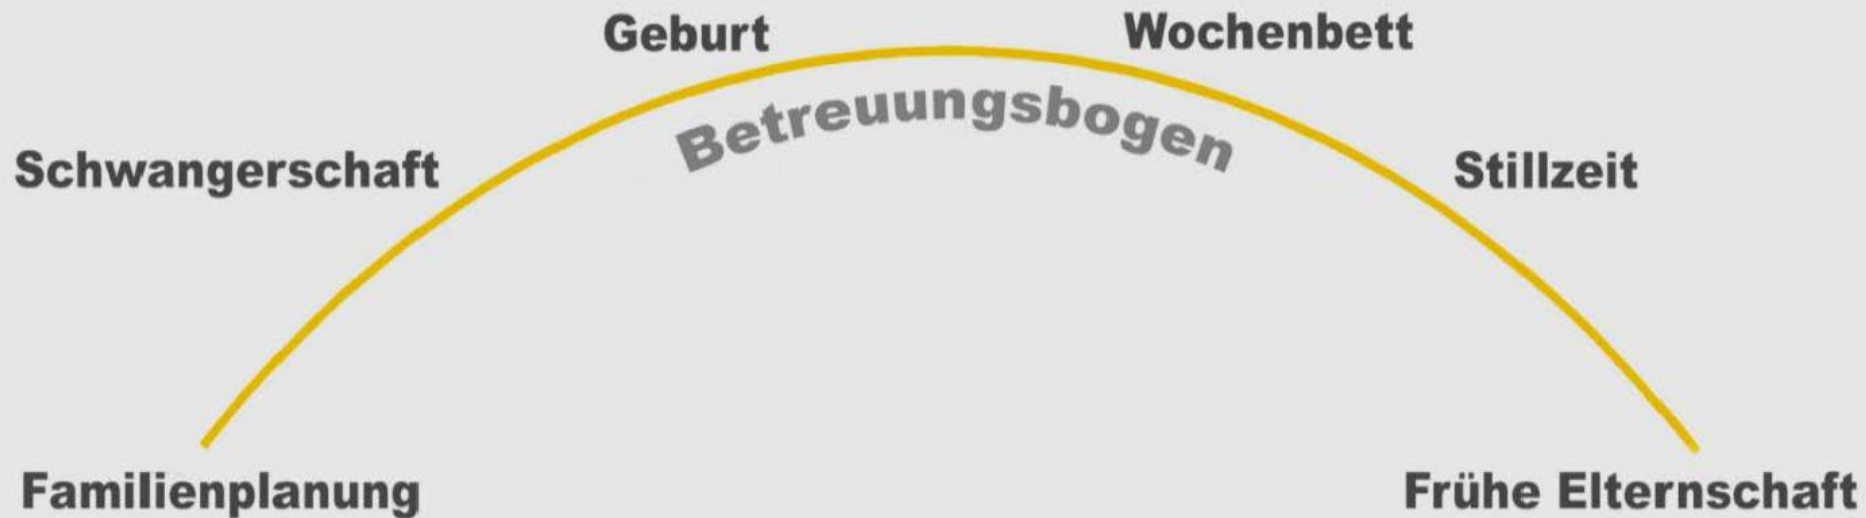 Geburt
Wochenbett
Betreuungsbogen
Schwangerschaft
Stillzeit
Familienplanung
Frühe Elternschaft